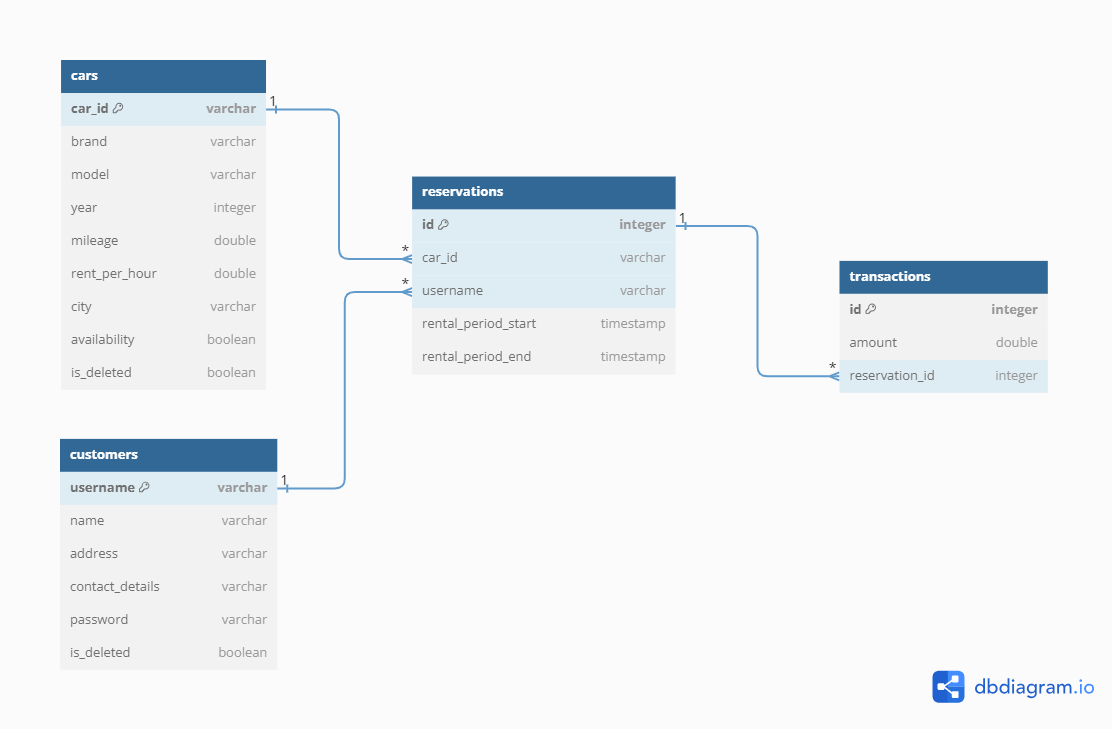 cars
car_id varchar
brand varchar
model varchar
year integer
mileage double
rent_per_hour double
city varchar
availability boolean
is_deleted boolean
1
*
reservations
id integer
car_id varchar
username varchar
rental_period_start timestamp
rental_period_end timestamp
*
1
*
transactions
id integer
amount double
reservation_id integer
customers
username varchar
name varchar
address varchar
contact_details varchar
password varchar
is_deleted boolean
1
dbdiagram.io